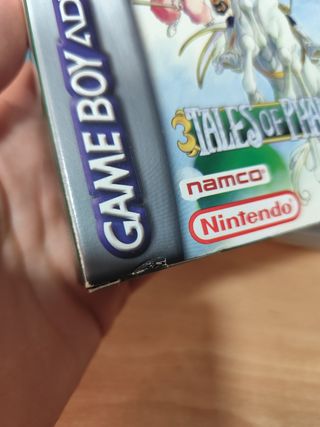 GAME BOY AD
TALES OF PHA
namco
Nintendo